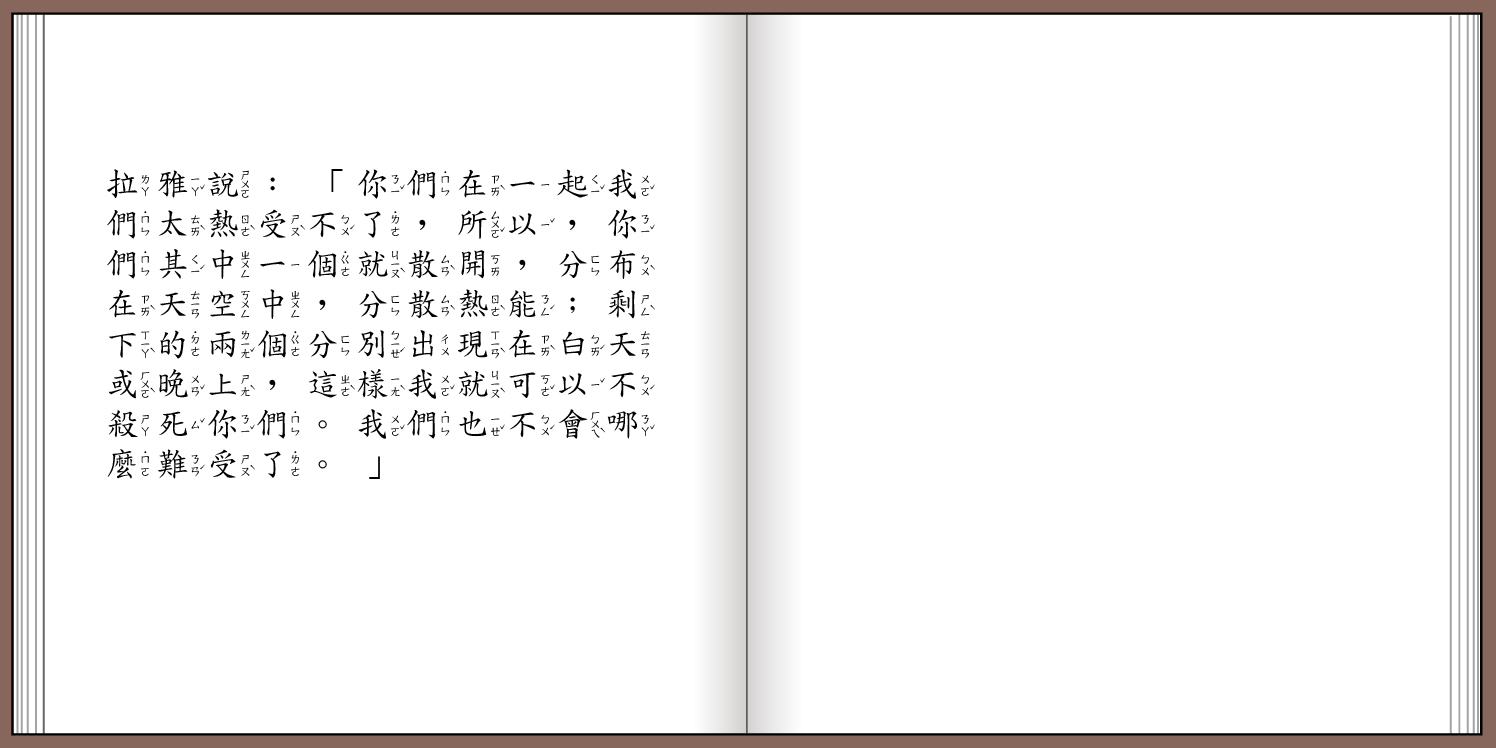 拉雅說：「你們在一起我
們太熱受不了，所以，你
們其中一個就散開，分布
在天空中，分散熱能；剩
下的兩個分別出現在白天
或晚上，這樣我就可以不
殺死你們。我們也不會哪
麼難受了。」